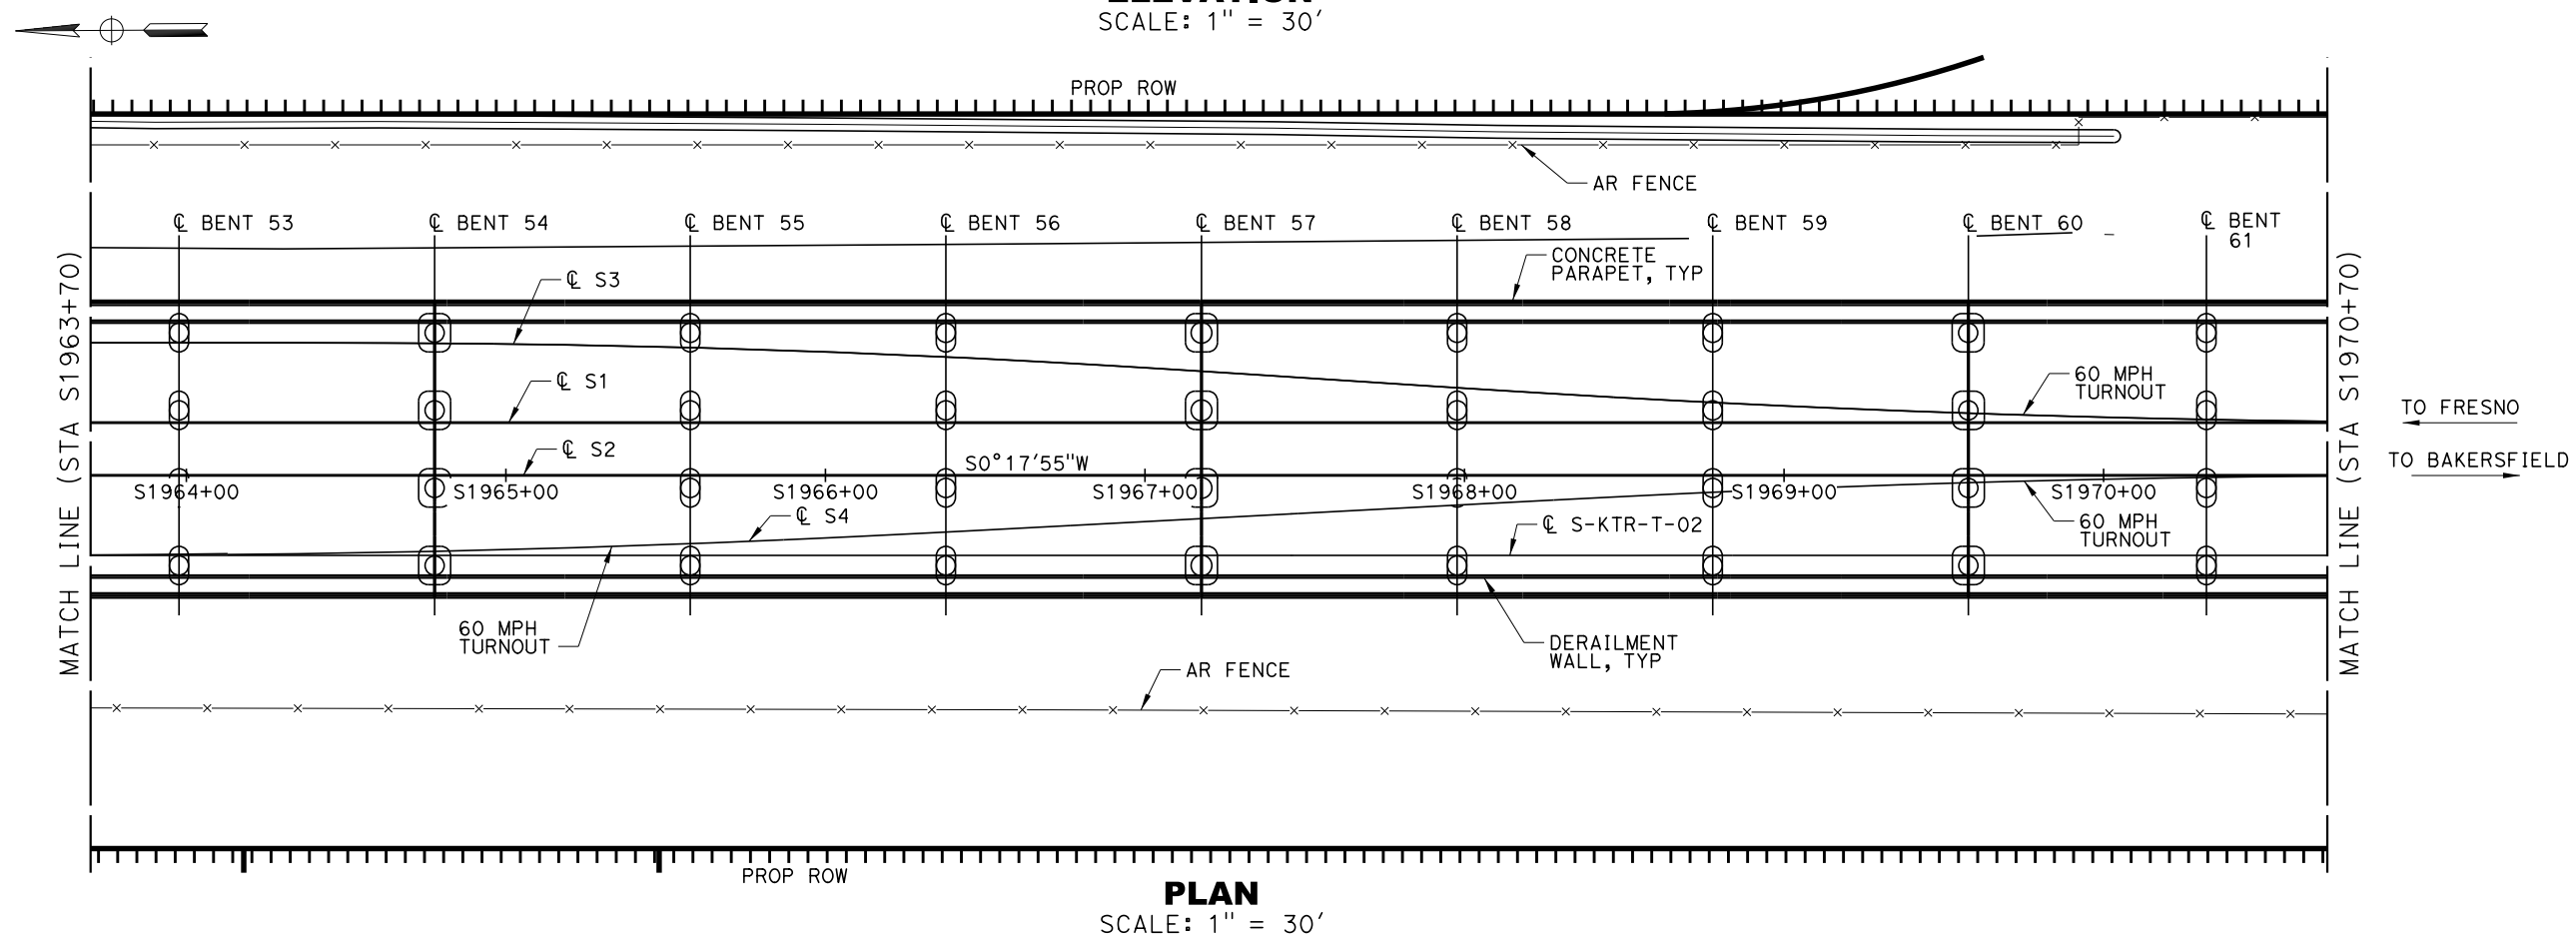 ELEVATION
SCALE: 1" = 30'
PROP ROW
AR FENCE
℄ BENT 53
℄ BENT 54
℄ BENT 55
℄ BENT 56
℄ BENT 57
℄ BENT 58
℄ BENT 59
℄ BENT 60
℄ BENT
61
CONCRETE
PARAPET, TYP
℄ S3
MATCH LINE (STA S1963+70)
MATCH LINE (STA S1970+70)
℄ S1
60 MPH
TURNOUT
TO FRESNO
℄ S2
S0°17'55"W
TO BAKERSFIELD
S1964+00
S1965+00
S1966+00
S1967+00
S1968+00
S1969+00
S1970+00
℄ S4
℄ S-KTR-T-02
60 MPH
TURNOUT
60 MPH
TURNOUT
DERAILMENT
WALL, TYP
AR FENCE
PROP ROW
PLAN
SCALE: 1" = 30'